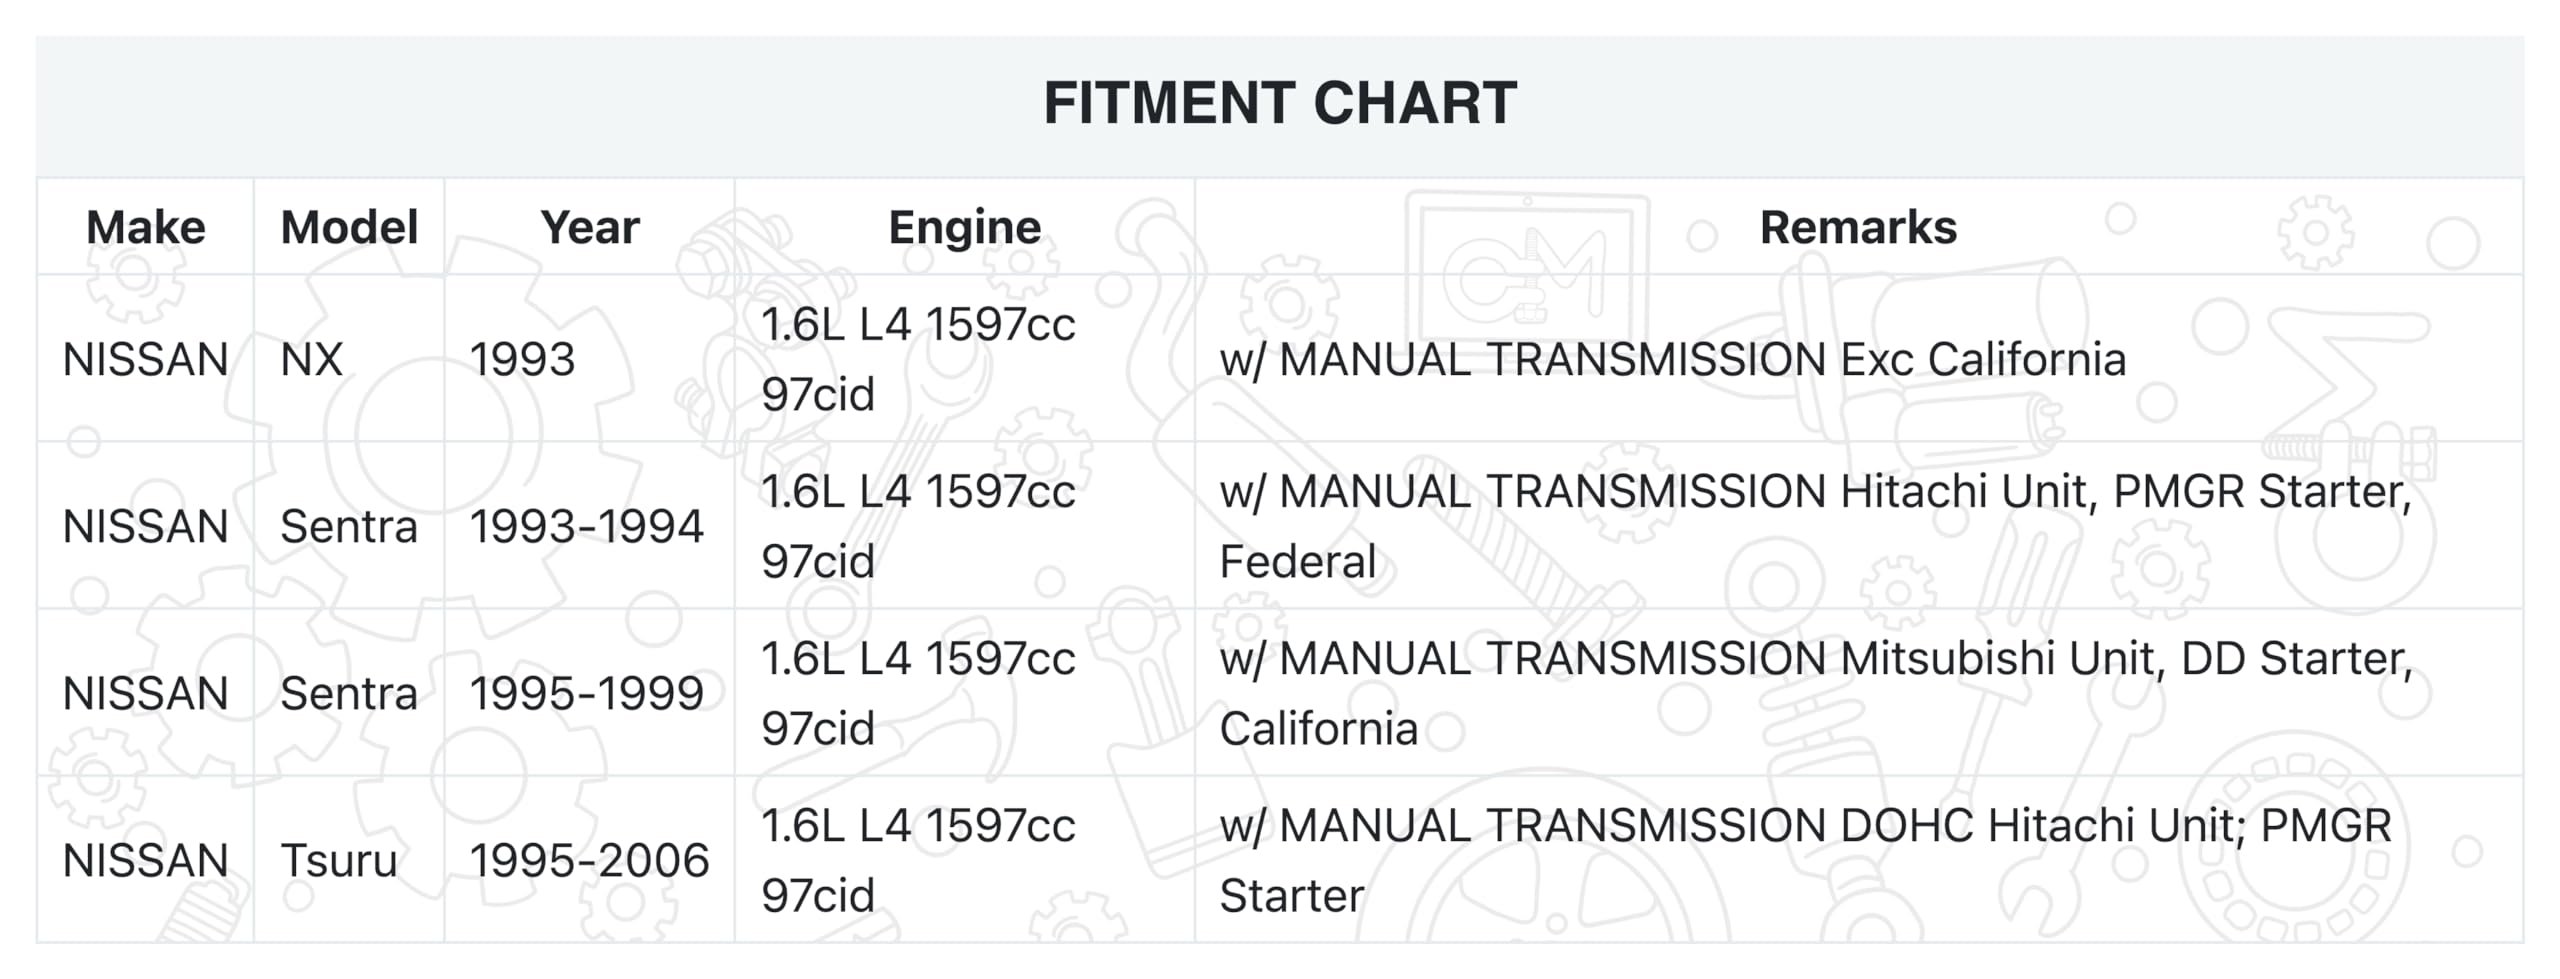 FITMENT CHART
Make Model Year Engine Remarks
NISSAN NX 1993 1.6L L4 1597cc
97cid w/ MANUAL TRANSMISSION Exc California
NISSAN Sentra 1993-1994 1.6L L4 1597cc
97cid w/ MANUAL TRANSMISSION Hitachi Unit, PMGR Starter,
Federal
NISSAN Sentra 1995-1999 1.6L L4 1597cc
97cid w/ MANUAL TRANSMISSION Mitsubishi Unit, DD Starter,
California
NISSAN Tsuru 1995-2006 1.6L L4 1597cc
97cid w/ MANUAL TRANSMISSION DOHC Hitachi Unit; PMGR
Starter
CM